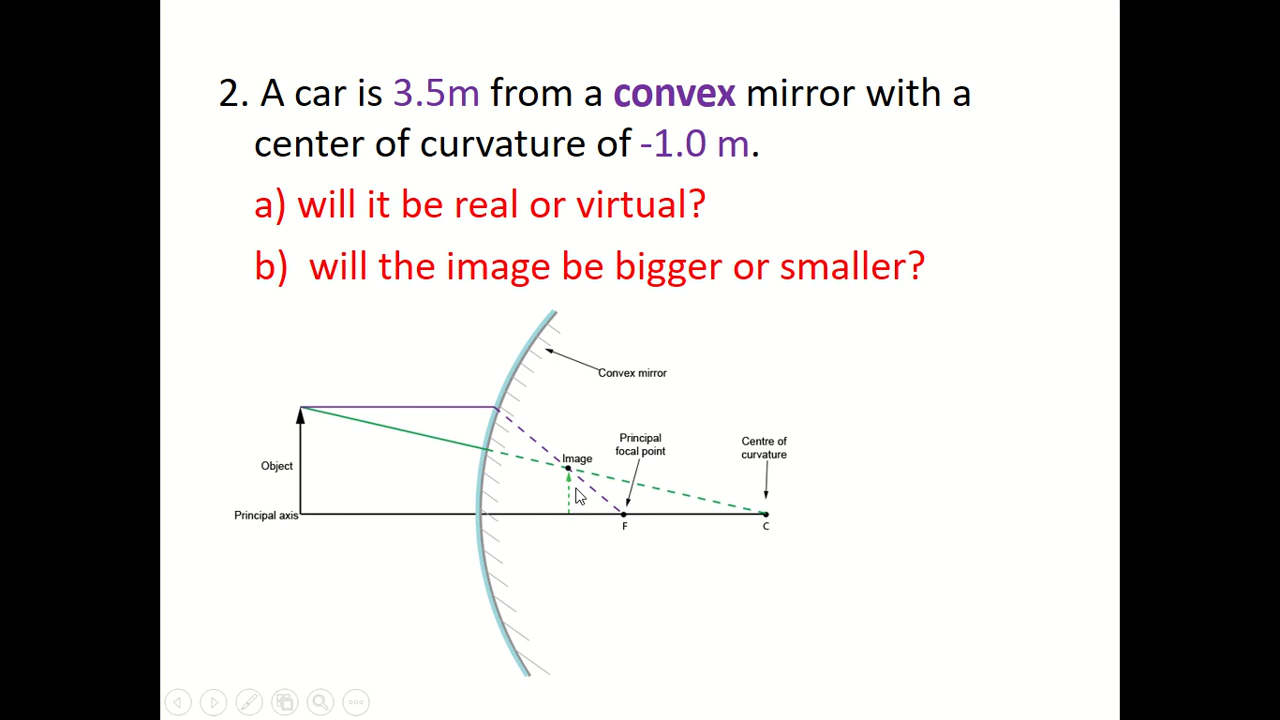 2. A car is 3.5m from a convex mirror with a
center of curvature of -1.0 m.
a) will it be real or virtual?
b) will the image be bigger or smaller?
Convex mirror
Principal
focal point
Centre of
curvature
Image
Object
Principal axis
F
C